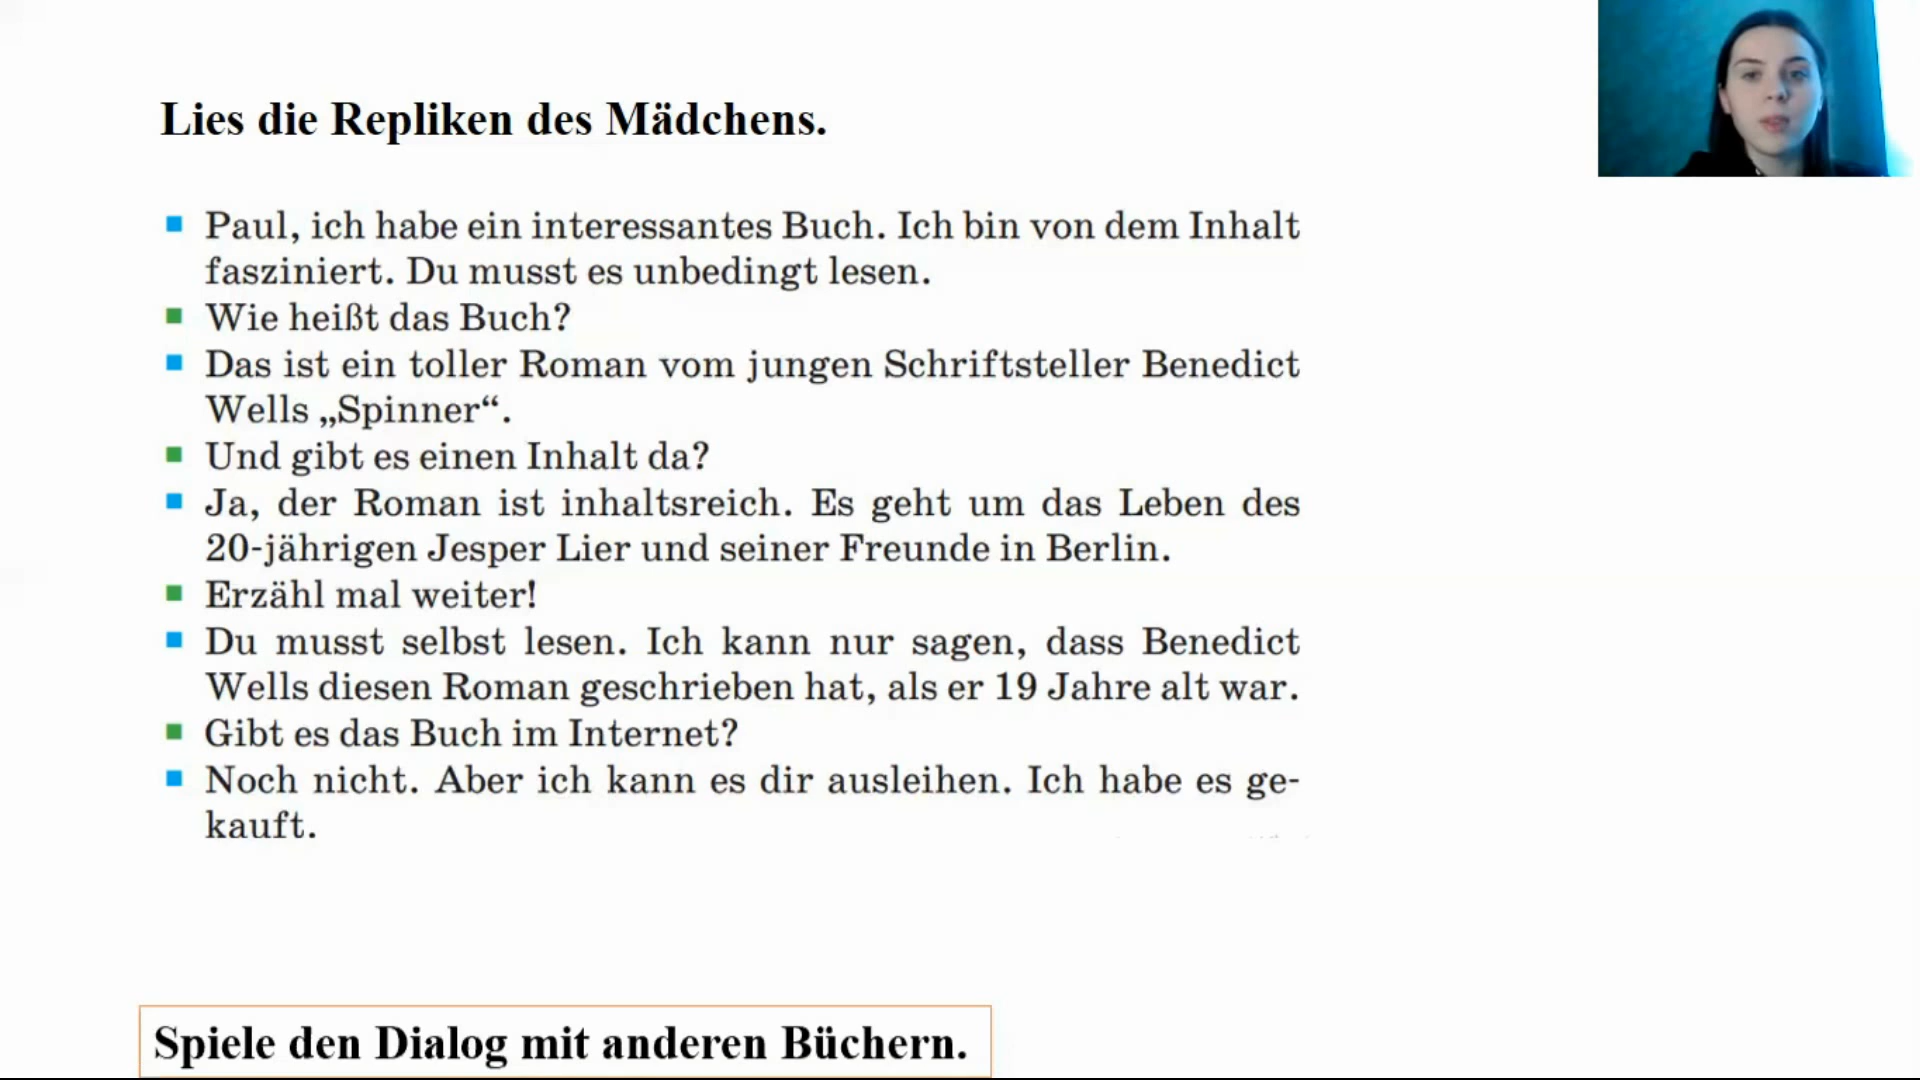 Lies die Repliken des Mädchens.
Paul, ich habe ein interessantes Buch. Ich bin von dem Inhalt
fasziniert. Du musst es unbedingt lesen.
Wie heißt das Buch?
Das ist ein toller Roman vom jungen Schriftsteller Benedict
Wells „Spinner“.
Und gibt es einen Inhalt da?
Ja, der Roman ist inhaltsreich. Es geht um das Leben des
20-jährigen Jesper Lier und seiner Freunde in Berlin.
Erzähl mal weiter!
Du musst selbst lesen. Ich kann nur sagen, dass Benedict
Wells diesen Roman geschrieben hat, als er 19 Jahre alt war.
Gibt es das Buch im Internet?
Noch nicht. Aber ich kann es dir ausleihen. Ich habe es ge-
kauft.
Spiele den Dialog mit anderen Büchern.